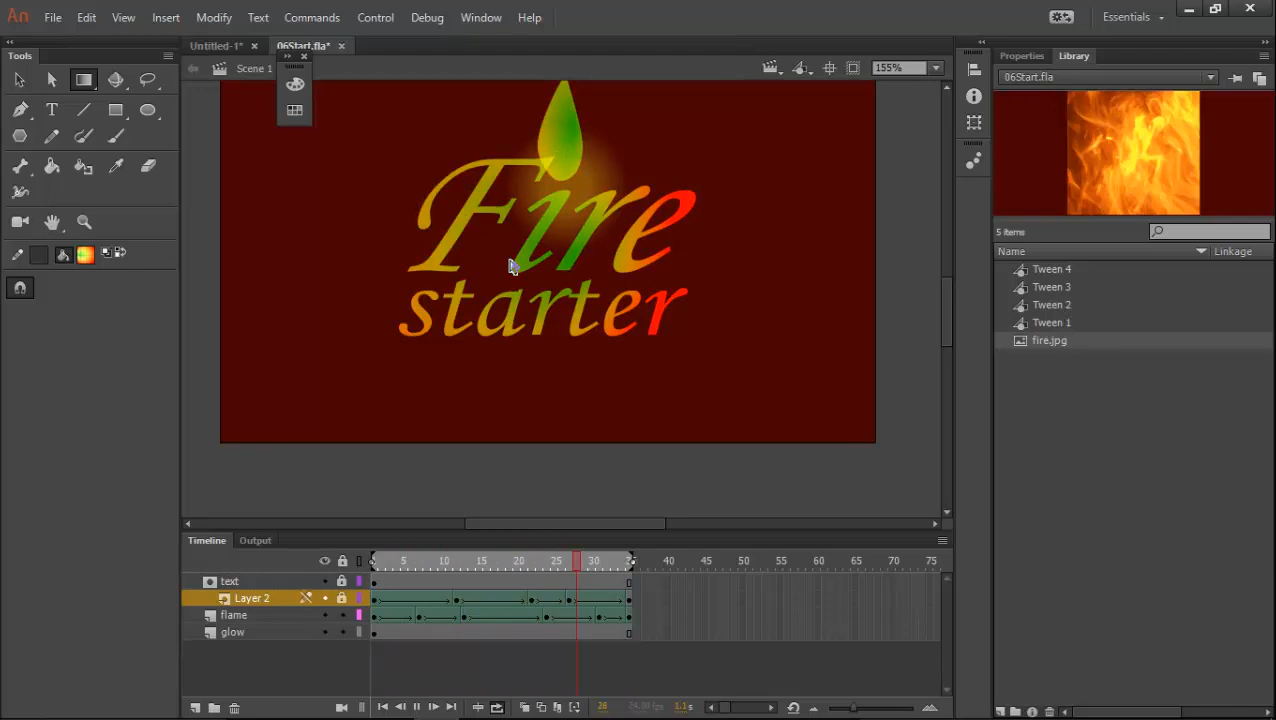 An File Edit View Insert Modify Text Commands Control Debug Window Help Essentials
Tools
Untitled-1* × 06Start.fla* ×
Properties Library
Scene 1
155%
06Start.fla
Fire
starter
5 items
Name Linkage
Tween 4
Tween 3
Tween 2
Tween 1
fire.jpg
Timeline Output
5 10 15 20 25 30 40 45 50 55 60 65 70 75
text
Layer 2
flame
glow
28 24.00 fps 1.1 s